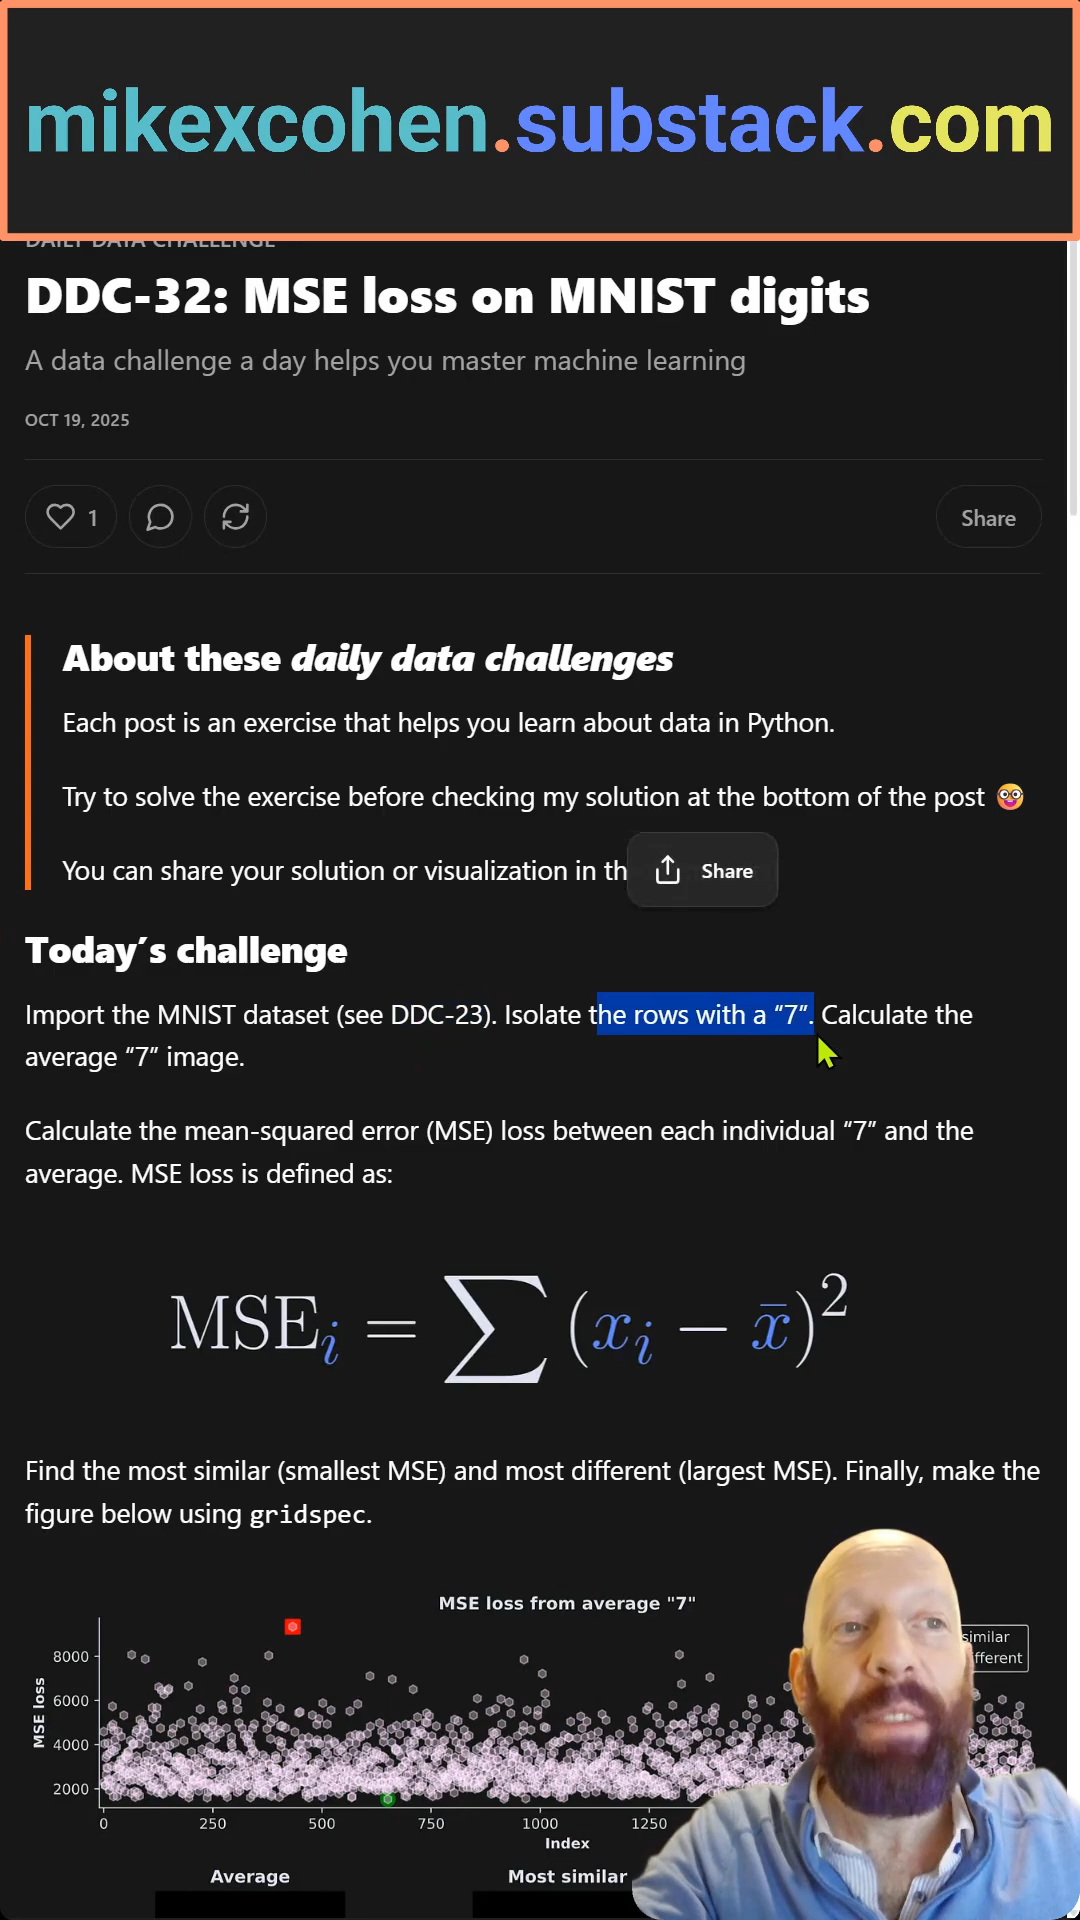 mikexcohen.substack.com
DAILY DATA CHALLENGE
DDC-32: MSE loss on MNIST digits
A data challenge a day helps you master machine learning
OCT 19, 2025
1
Share
About these daily data challenges
Each post is an exercise that helps you learn about data in Python.
Try to solve the exercise before checking my solution at the bottom of the post 🤓
You can share your solution or visualization in th
Share
Today's challenge
Import the MNIST dataset (see DDC-23). Isolate the rows with a “7”. Calculate the
average “7” image.
Calculate the mean-squared error (MSE) loss between each individual “7” and the
average. MSE loss is defined as:
MSEᵢ = ∑ (xᵢ − x̄)²
Find the most similar (smallest MSE) and most different (largest MSE). Finally, make the
figure below using gridspec.
MSE loss from average "7"
similar
fferent
8000
6000
4000
2000
MSE loss
0 250 500 750 1000 1250
Index
Average Most similar